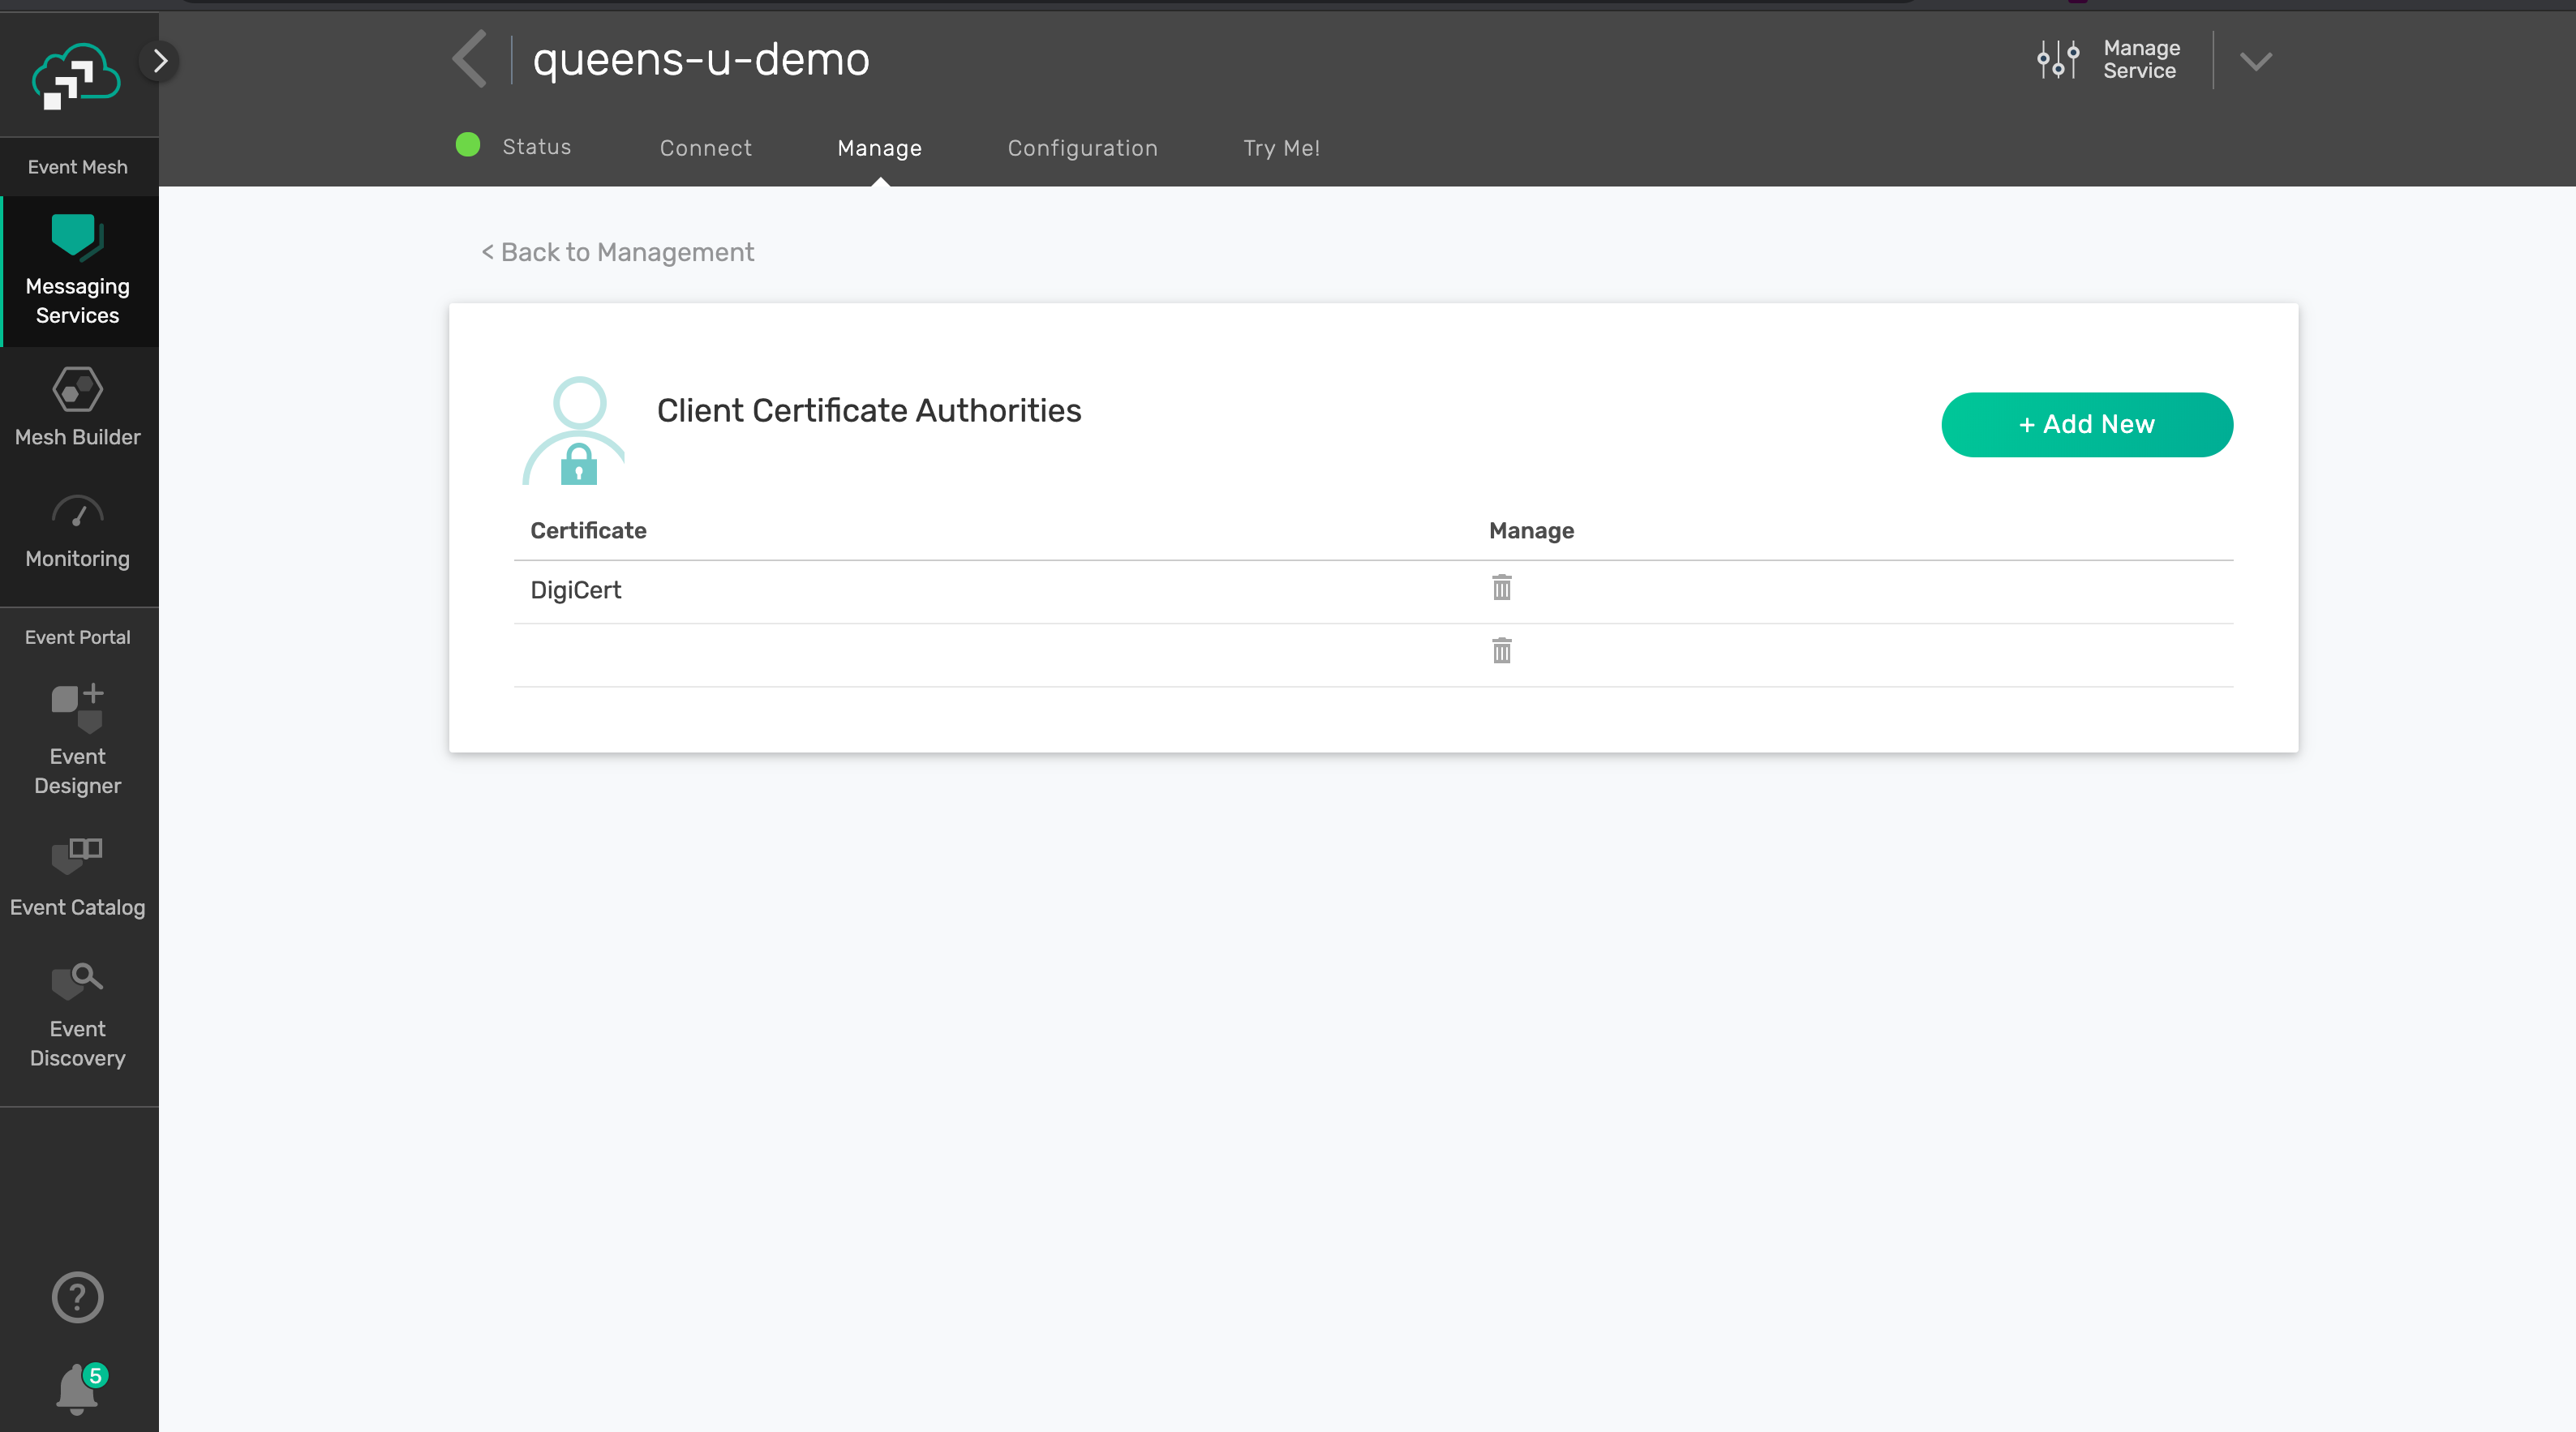 queens-u-demo
Manage
Service
Status
Connect
Manage
Configuration
Try Me!
Event Mesh
Messaging
Services
Mesh Builder
Monitoring
Event Portal
Event
Designer
Event Catalog
Event
Discovery
?
5
< Back to Management
Client Certificate Authorities
+ Add New
Certificate
Manage
DigiCert